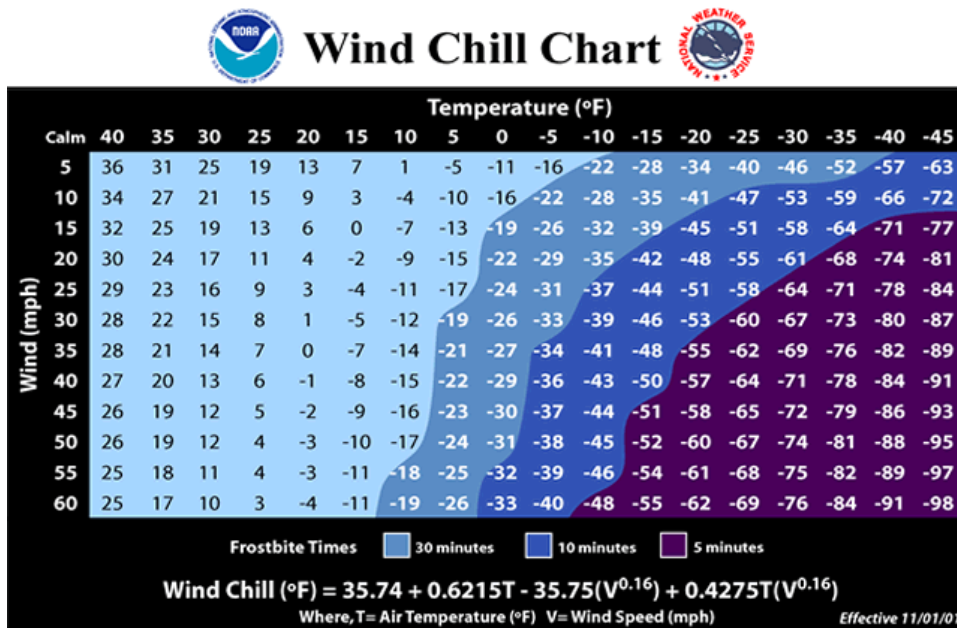 NOAA
Wind Chill Chart
NATIONAL WEATHER SERVICE
Temperature (ºF)
Calm 40 35 30 25 20 15 10 5 0 -5 -10 -15 -20 -25 -30 -35 -40 -45
5 36 31 25 19 13 7 1 -5 -11 -16 -22 -28 -34 -40 -46 -52 -57 -63
10 34 27 21 15 9 3 -4 -10 -16 -22 -28 -35 -41 -47 -53 -59 -66 -72
15 32 25 19 13 6 0 -7 -13 -19 -26 -32 -39 -45 -51 -58 -64 -71 -77
20 30 24 17 11 4 -2 -9 -15 -22 -29 -35 -42 -48 -55 -61 -68 -74 -81
25 29 23 16 9 3 -4 -11 -17 -24 -31 -37 -44 -51 -58 -64 -71 -78 -84
30 28 22 15 8 1 -5 -12 -19 -26 -33 -39 -46 -53 -60 -67 -73 -80 -87
35 28 21 14 7 0 -7 -14 -21 -27 -34 -41 -48 -55 -62 -69 -76 -82 -89
40 27 20 13 6 -1 -8 -15 -22 -29 -36 -43 -50 -57 -64 -71 -78 -84 -91
45 26 19 12 5 -2 -9 -16 -23 -30 -37 -44 -51 -58 -65 -72 -79 -86 -93
50 26 19 12 4 -3 -10 -17 -24 -31 -38 -45 -52 -60 -67 -74 -81 -88 -95
55 25 18 11 4 -3 -11 -18 -25 -32 -39 -46 -54 -61 -68 -75 -82 -89 -97
60 25 17 10 3 -4 -11 -19 -26 -33 -40 -48 -55 -62 -69 -76 -84 -91 -98
Wind (mph)
Frostbite Times 30 minutes 10 minutes 5 minutes
Wind Chill (ºF) = 35.74 + 0.6215T - 35.75(V0.16) + 0.4275T(V0.16)
Where, T= Air Temperature (ºF) V= Wind Speed (mph)
Effective 11/01/01